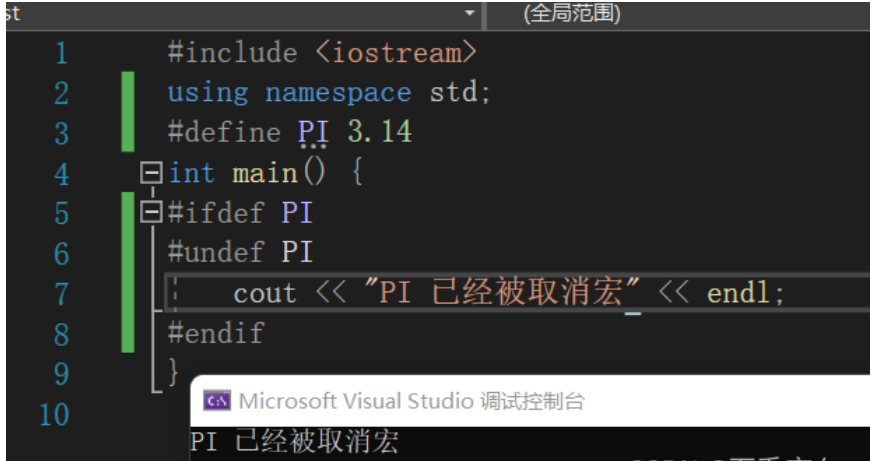 st (全局范围)
1 #include <iostream>
2 using namespace std;
3 #define PI 3.14
4 int main() {
5 #ifdef PI
6 #undef PI
7 cout << "PI 已经被取消宏" << endl;
8 #endif
9 }
10
Microsoft Visual Studio 调试控制台
PI 已经被取消宏